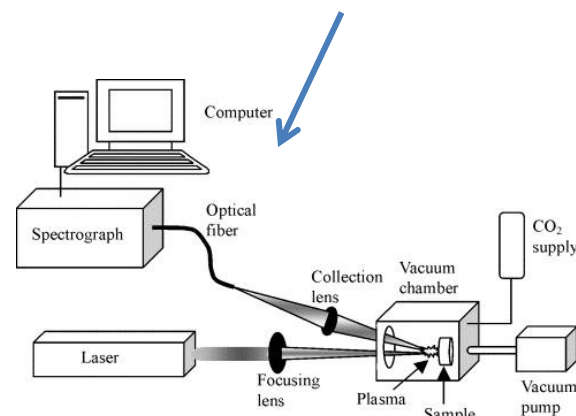 Computer
Optical
fiber
Spectrograph
CO₂
supply
Collection
lens
Vacuum
chamber
Laser
Focusing
lens
Plasma
Sample
Vacuum
pump